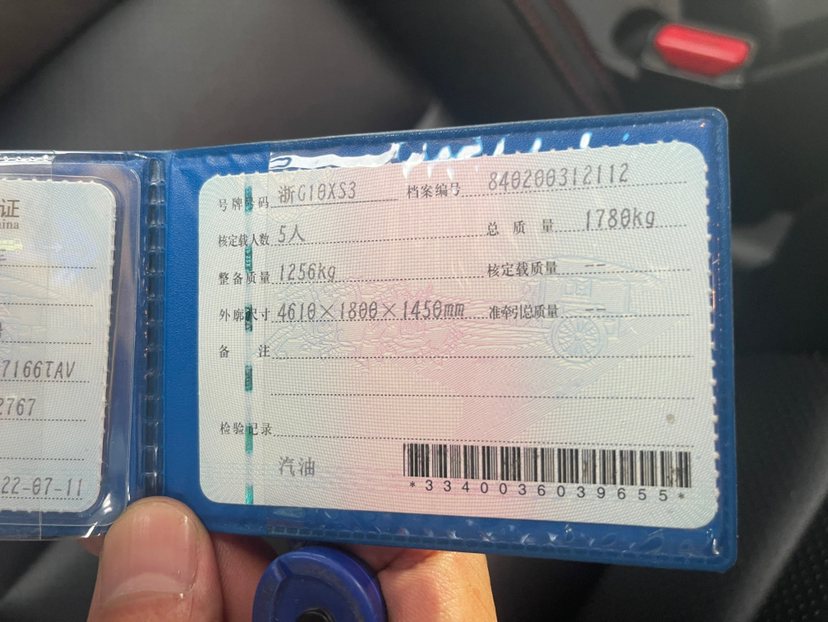 证
ina
7166TAV
2767
22-07-11
号牌号码 浙G10XS3 档案编号 840200312112
核定载人数 5人 总质量 1780kg
整备质量 1256kg 核定载质量 --
外廓尺寸 4610×1800×1450mm 准牵引总质量 --
备注
检验记录
汽油
*3340036039655*